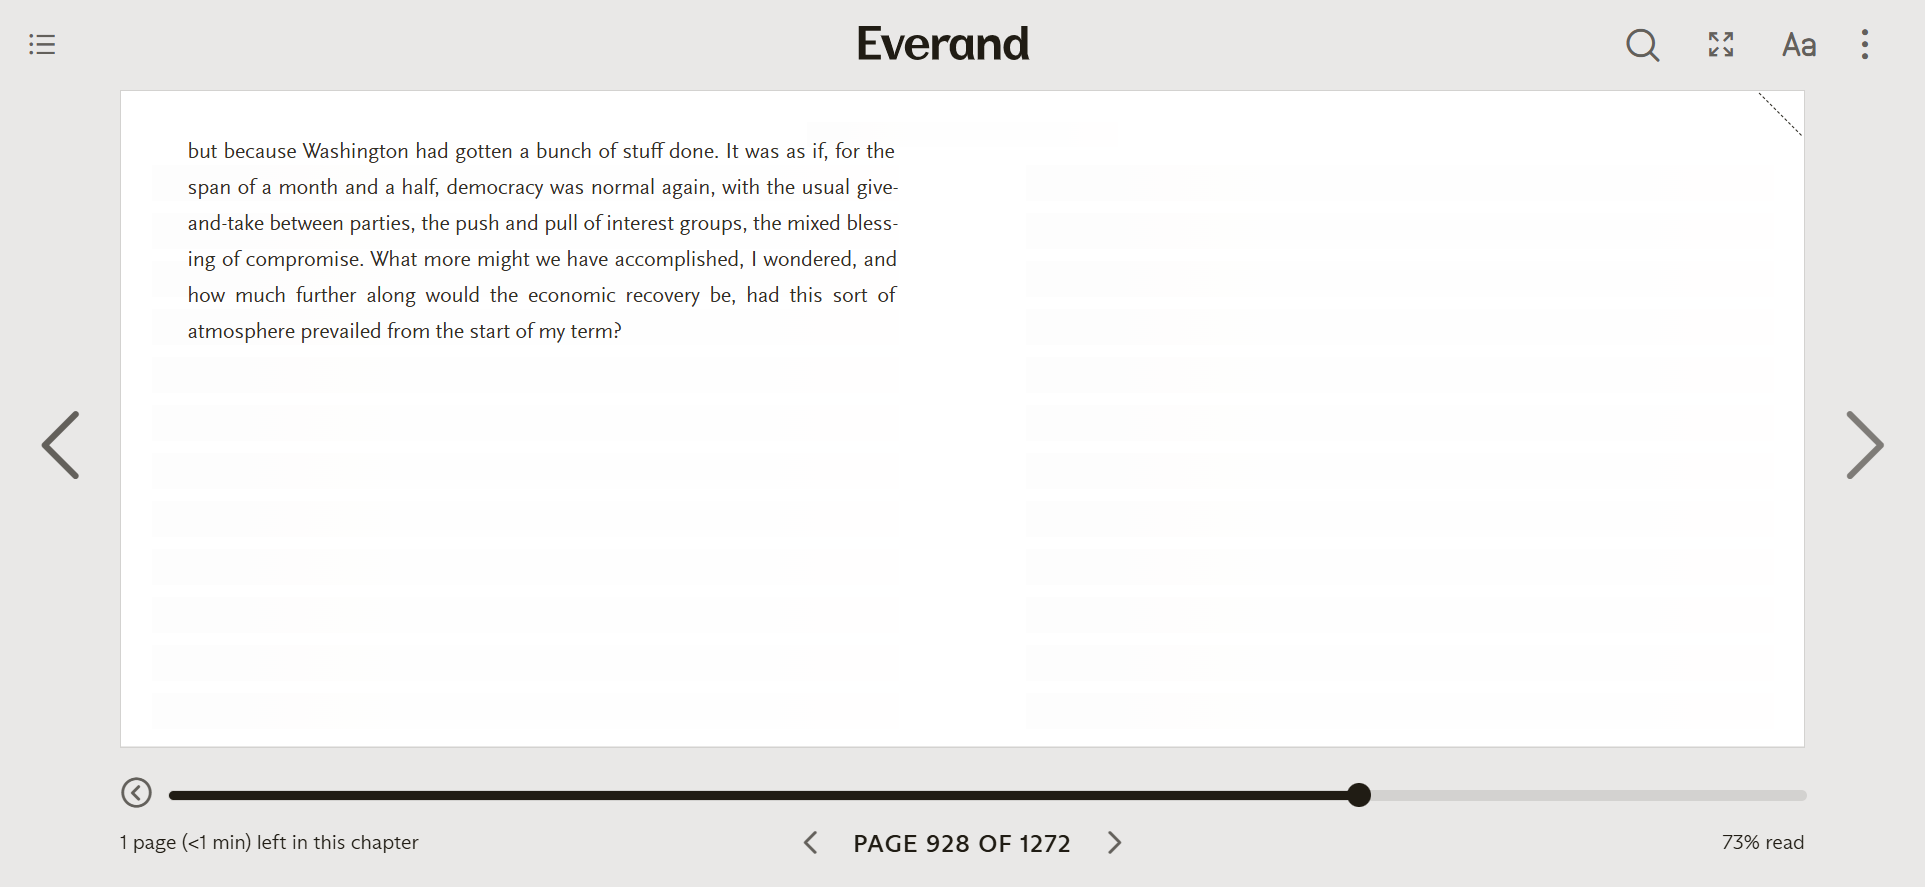 Everand
Aa
but because Washington had gotten a bunch of stuff done. It was as if, for the
span of a month and a half, democracy was normal again, with the usual give-
and-take between parties, the push and pull of interest groups, the mixed bless-
ing of compromise. What more might we have accomplished, I wondered, and
how much further along would the economic recovery be, had this sort of
atmosphere prevailed from the start of my term?
1 page (<1 min) left in this chapter
PAGE 928 OF 1272
73% read